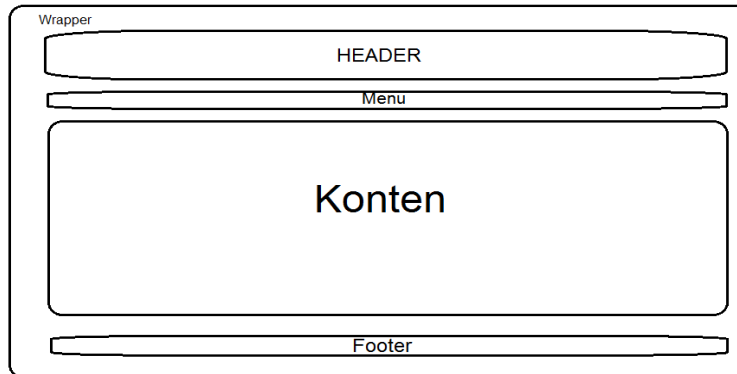 Wrapper
HEADER
Menu
Konten
Footer